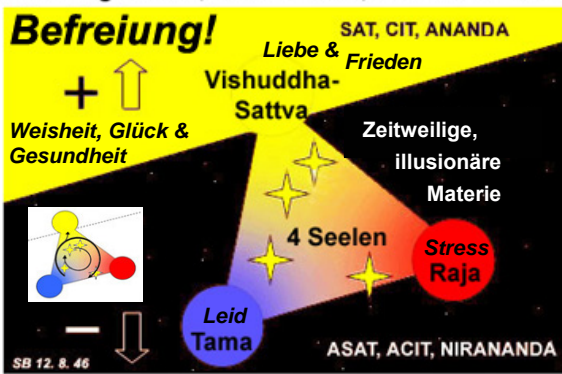 Befreiung!
SAT, CIT, ANANDA
Liebe &
Frieden
+
Vishuddha-
Sattva
Weisheit, Glück &
Gesundheit
Zeitweilige,
illusionäre
Materie
4 Seelen
Stress
Raja
Leid
Tama
–
ASAT, ACIT, NIRANANDA
SB 12. 8. 46